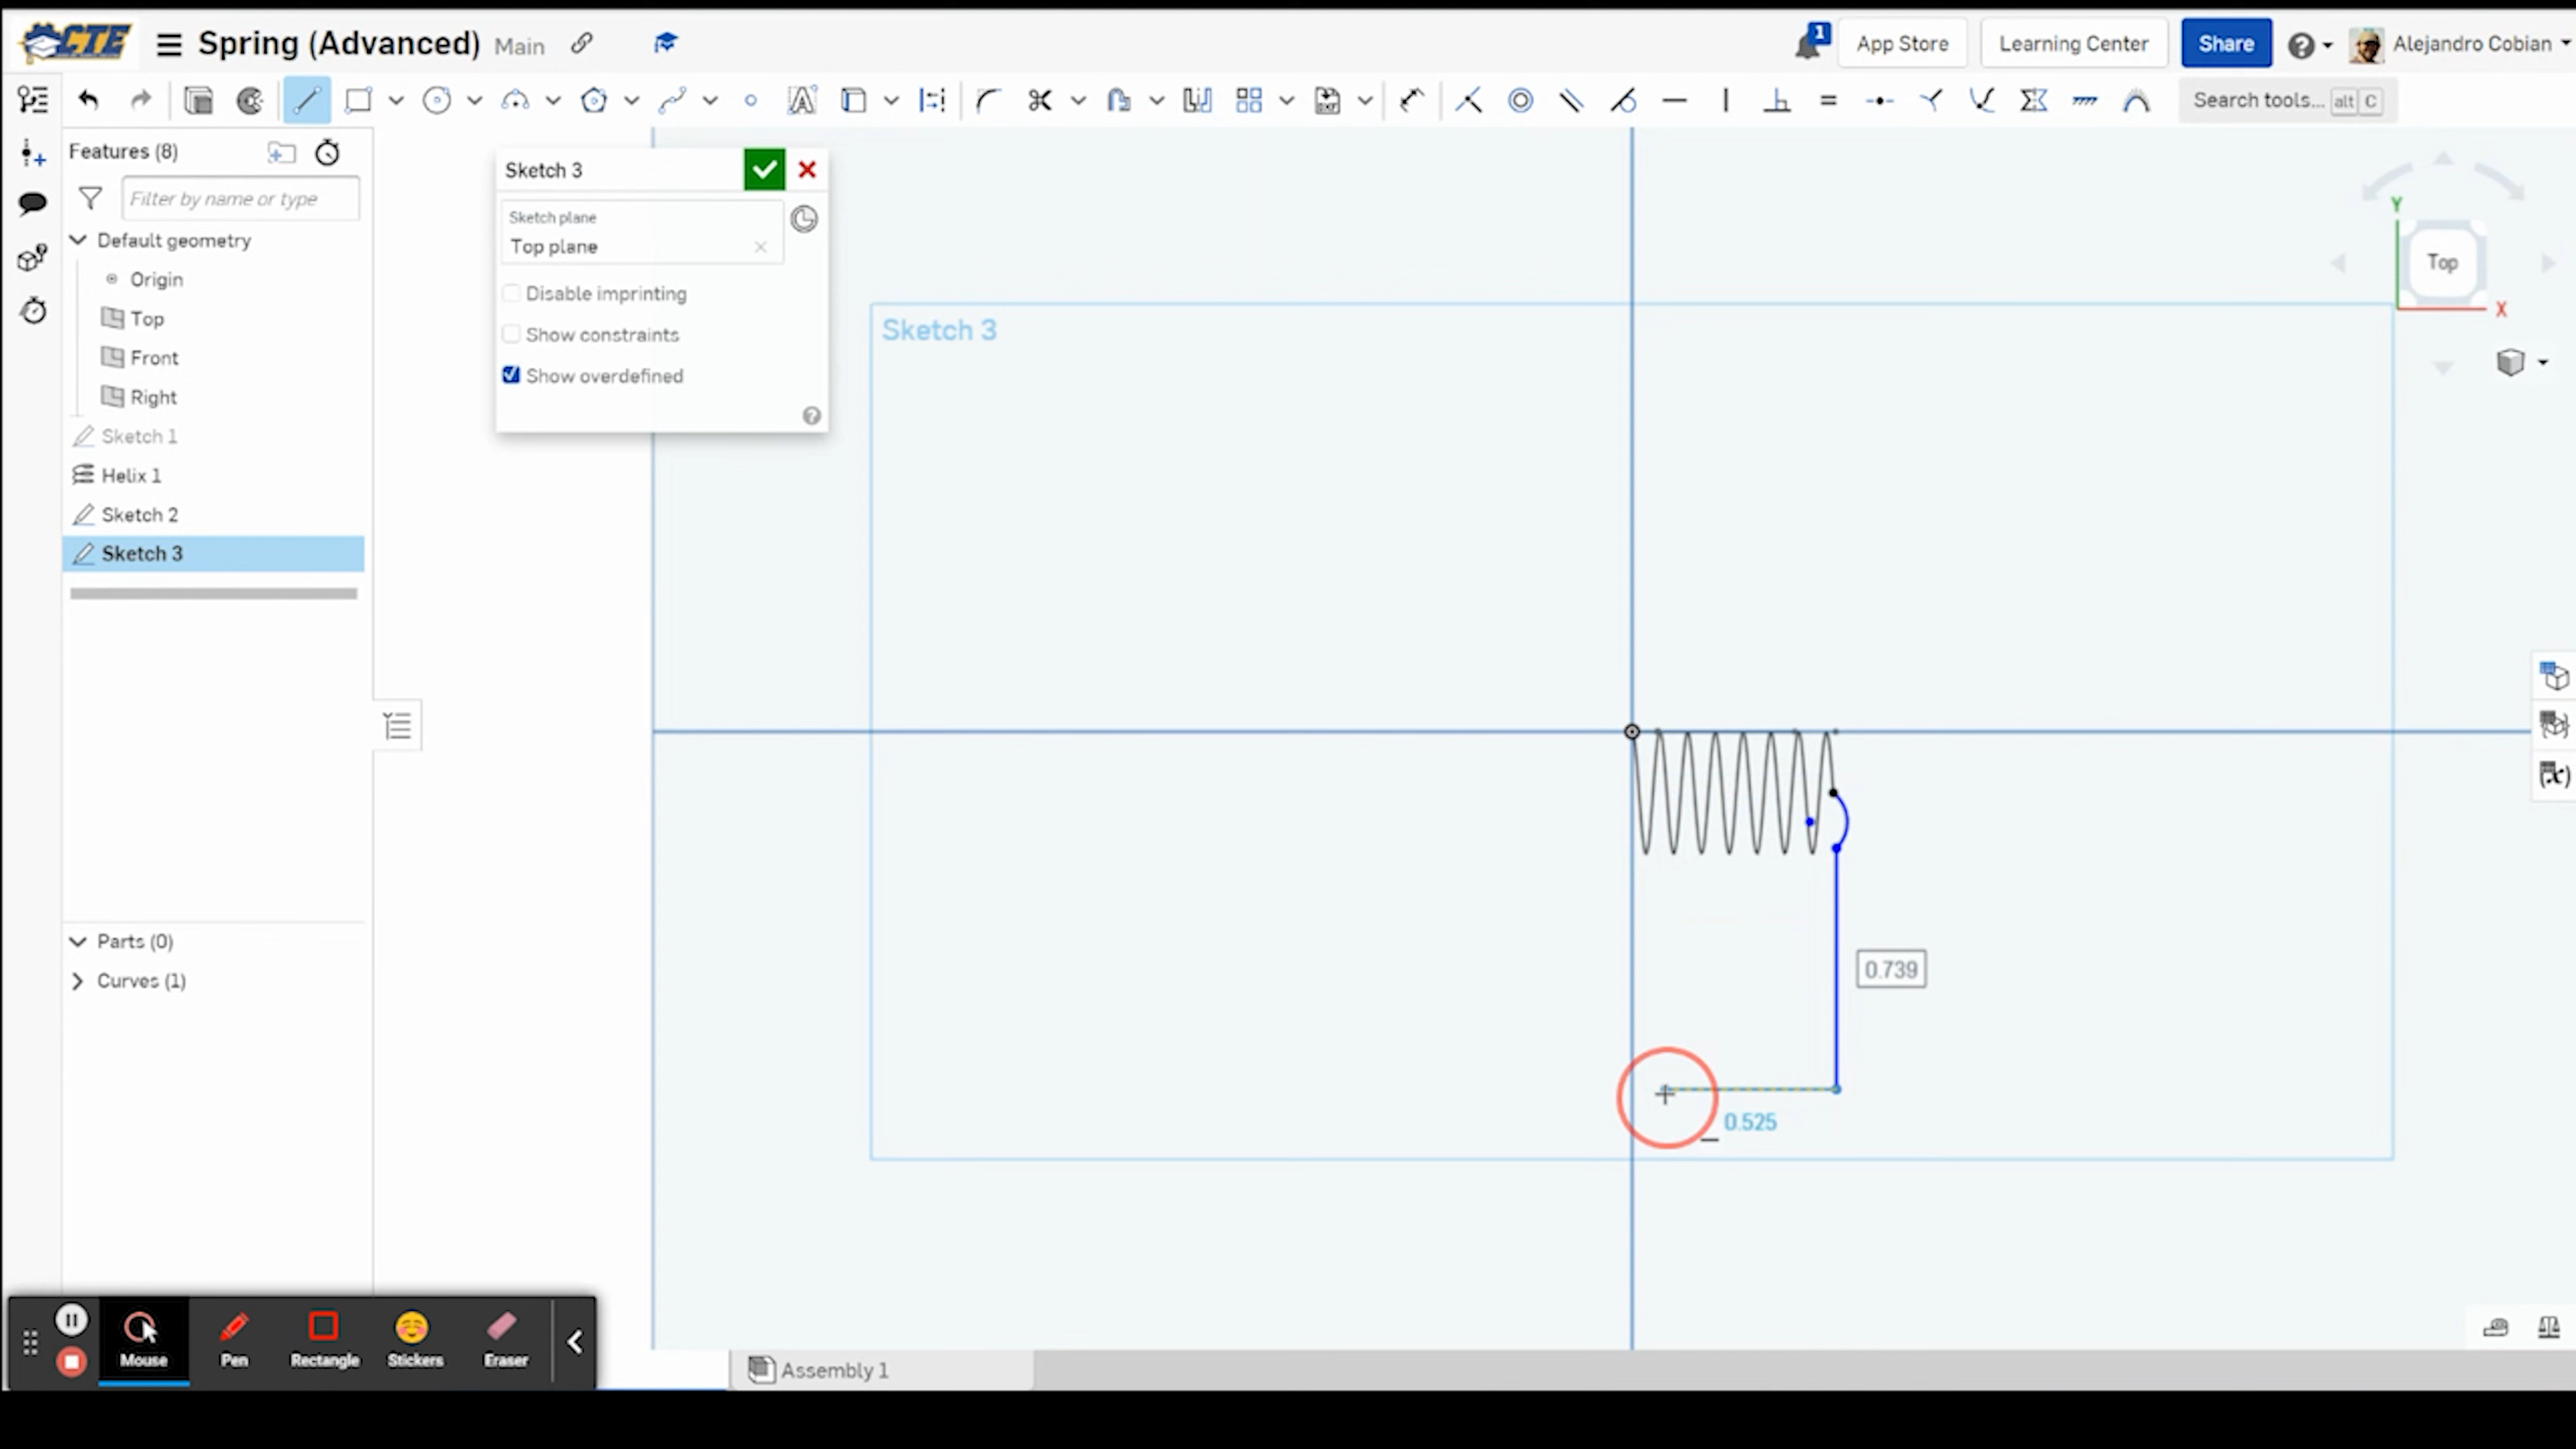 CTE
Spring (Advanced) Main
1
App Store
Learning Center
Share
Alejandro Cobian
Search tools... alt C
Features (8)
Filter by name or type
Default geometry
Origin
Top
Front
Right
Sketch 1
Helix 1
Sketch 2
Sketch 3
Parts (0)
Curves (1)
Sketch 3
Sketch plane
Top plane
Disable imprinting
Show constraints
Show overdefined
Sketch 3
Y
Top
X
(x)
0.739
0.525
Mouse
Pen
Rectangle
Stickers
Eraser
Assembly 1